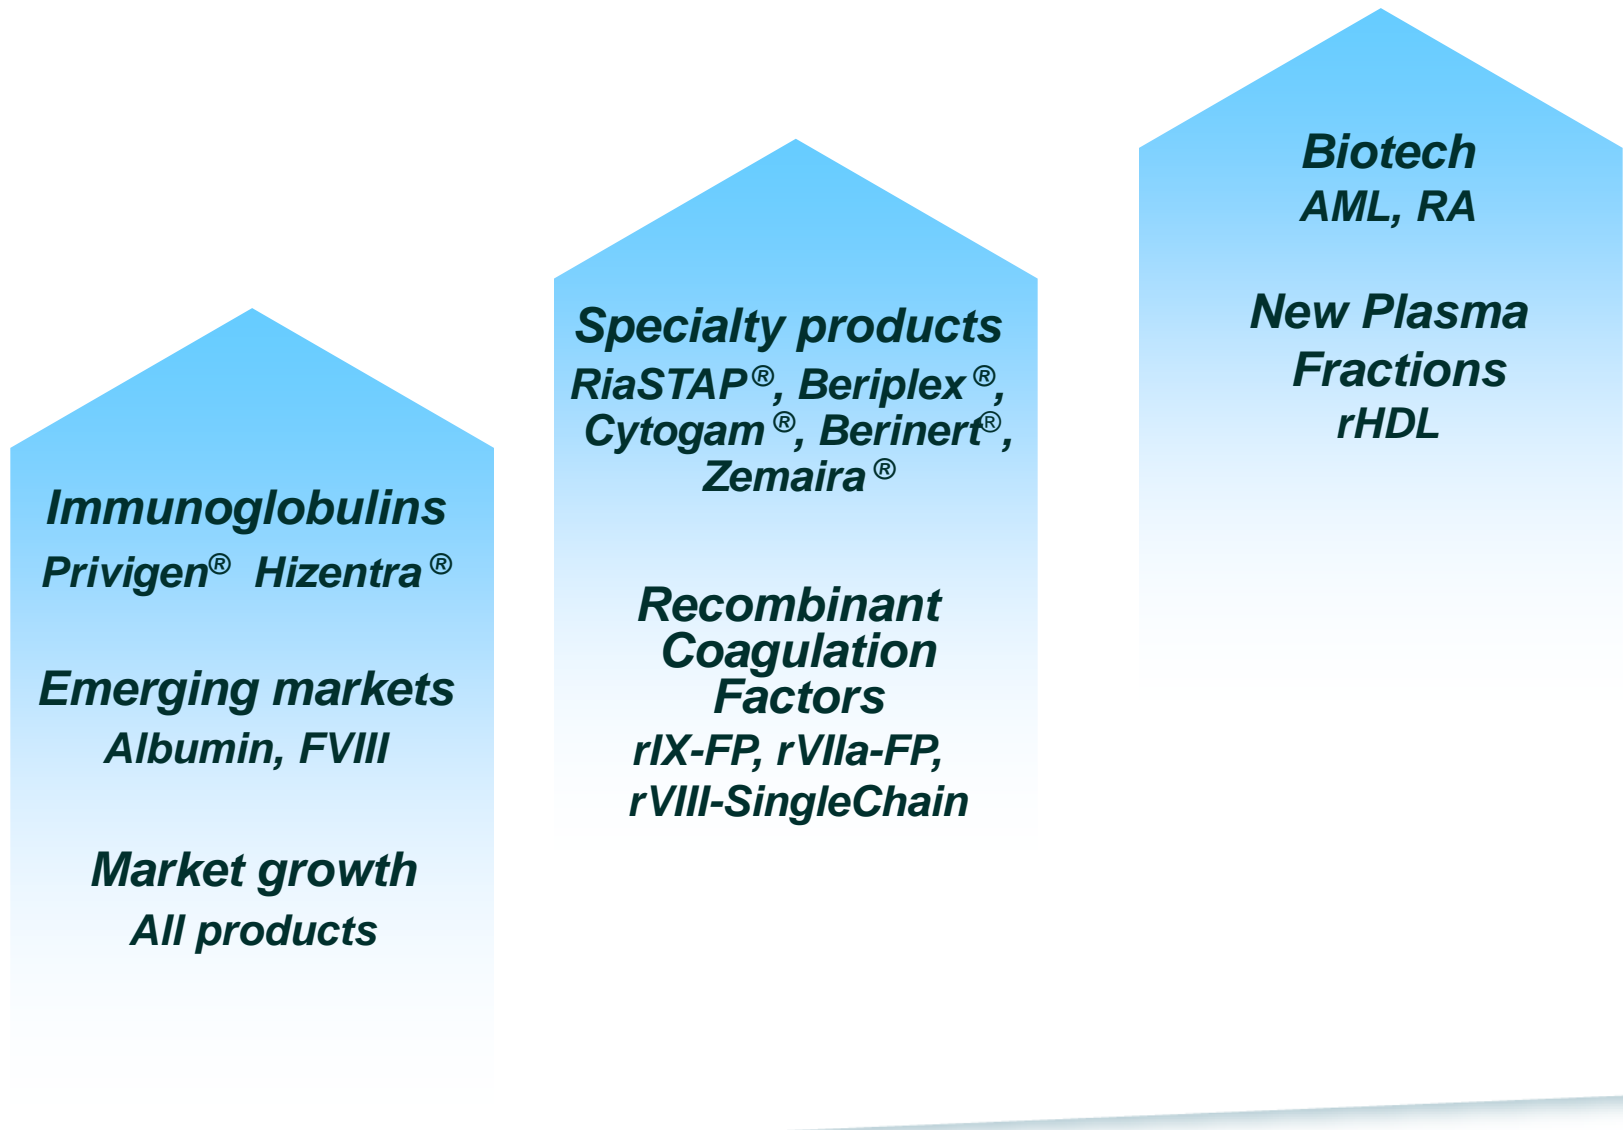 Immunoglobulins
Privigen® Hizentra®
Emerging markets
Albumin, FVIII
Market growth
All products
Specialty products
RiaSTAP®, Beriplex®,
Cytogam®, Berinert®,
Zemaira®
Recombinant
Coagulation
Factors
rIX-FP, rVIIa-FP,
rVIII-SingleChain
Biotech
AML, RA
New Plasma
Fractions
rHDL